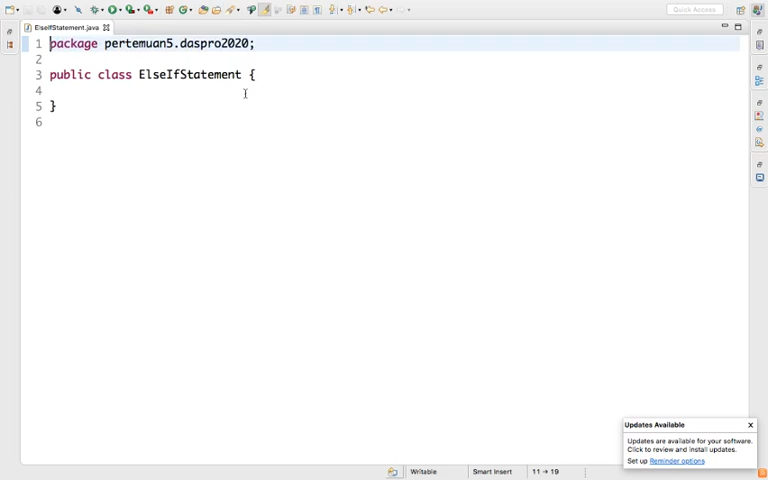 Quick Access
ElseIfStatement.java
1 package pertemuan5.daspro2020;
2
3 public class ElseIfStatement {
4
5 }
6
Updates Available X
Updates are available for your software.
Click to review and install updates.
Set up Reminder options
Writable Smart Insert 11 → 19